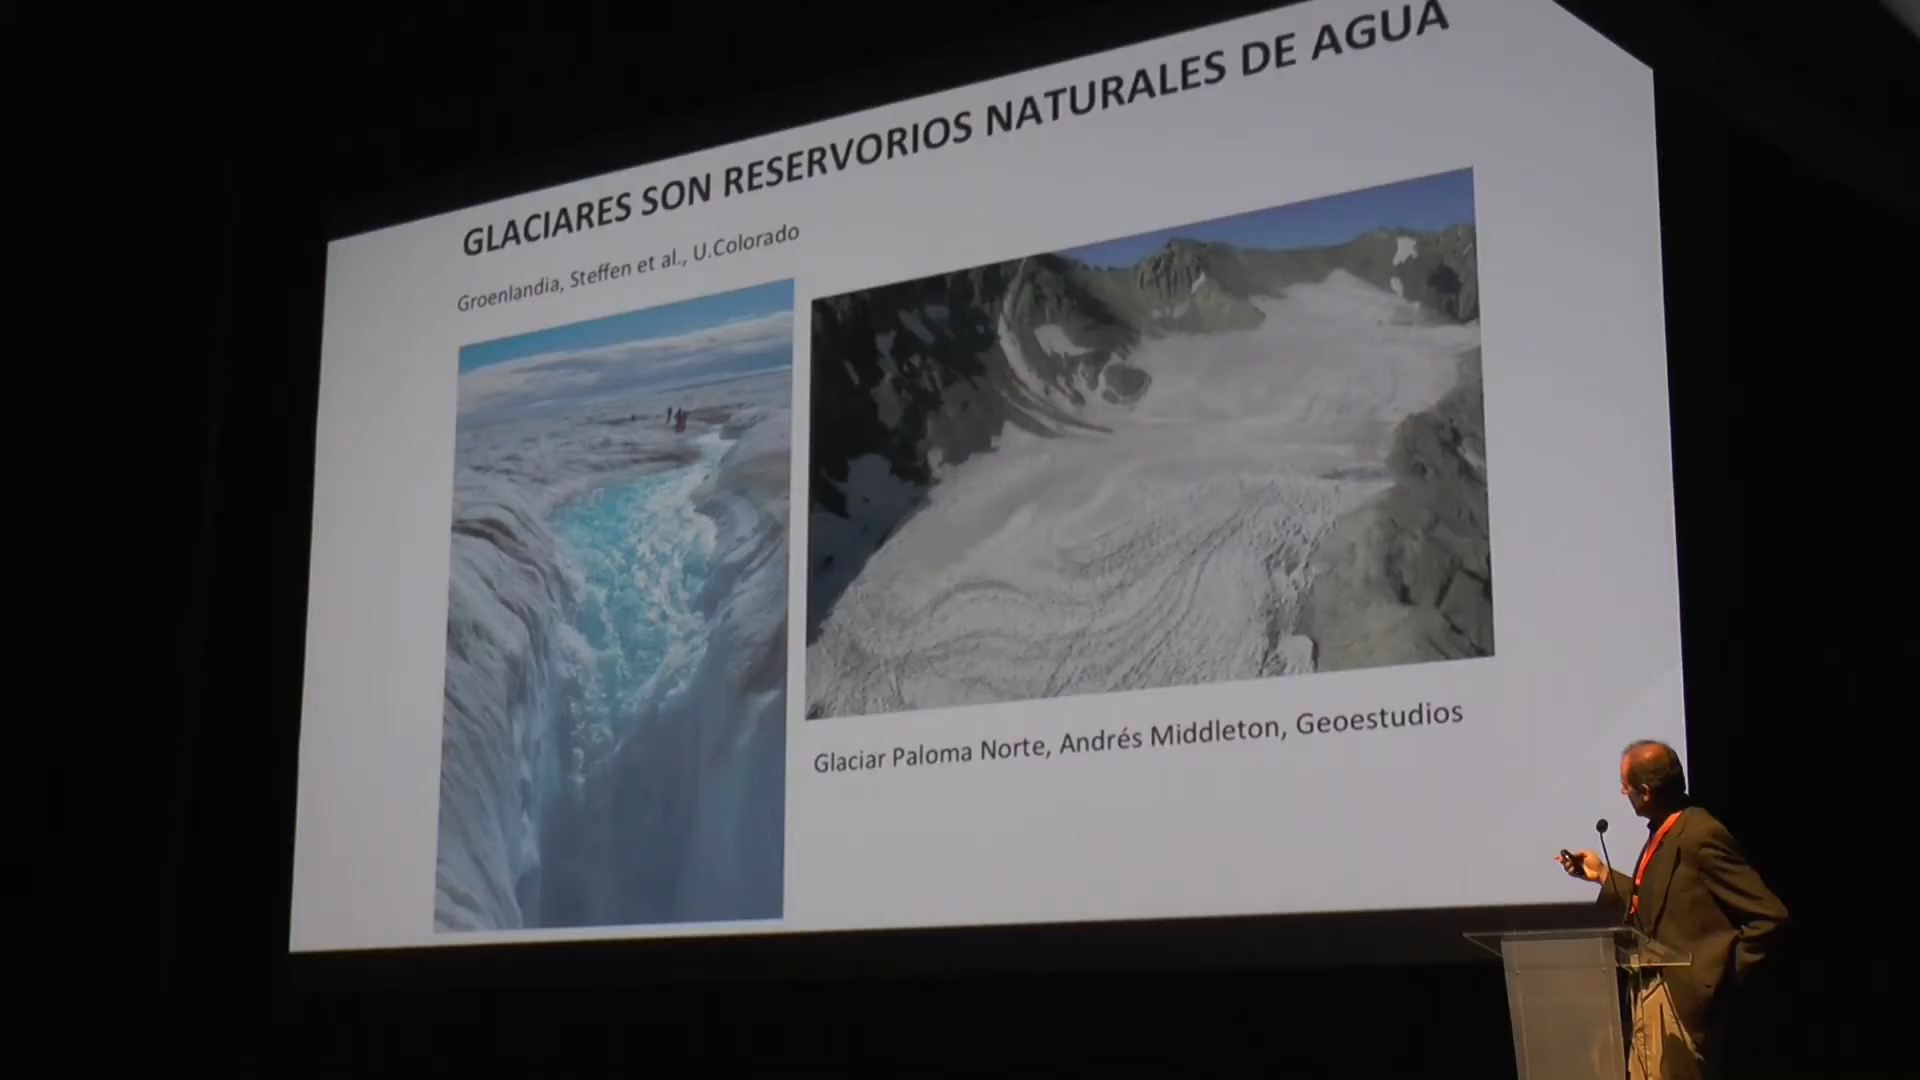 GLACIARES SON RESERVORIOS NATURALES DE AGUA
Groenlandia, Steffen et al., U.Colorado
Glaciar Paloma Norte, Andrés Middleton, Geoestudios